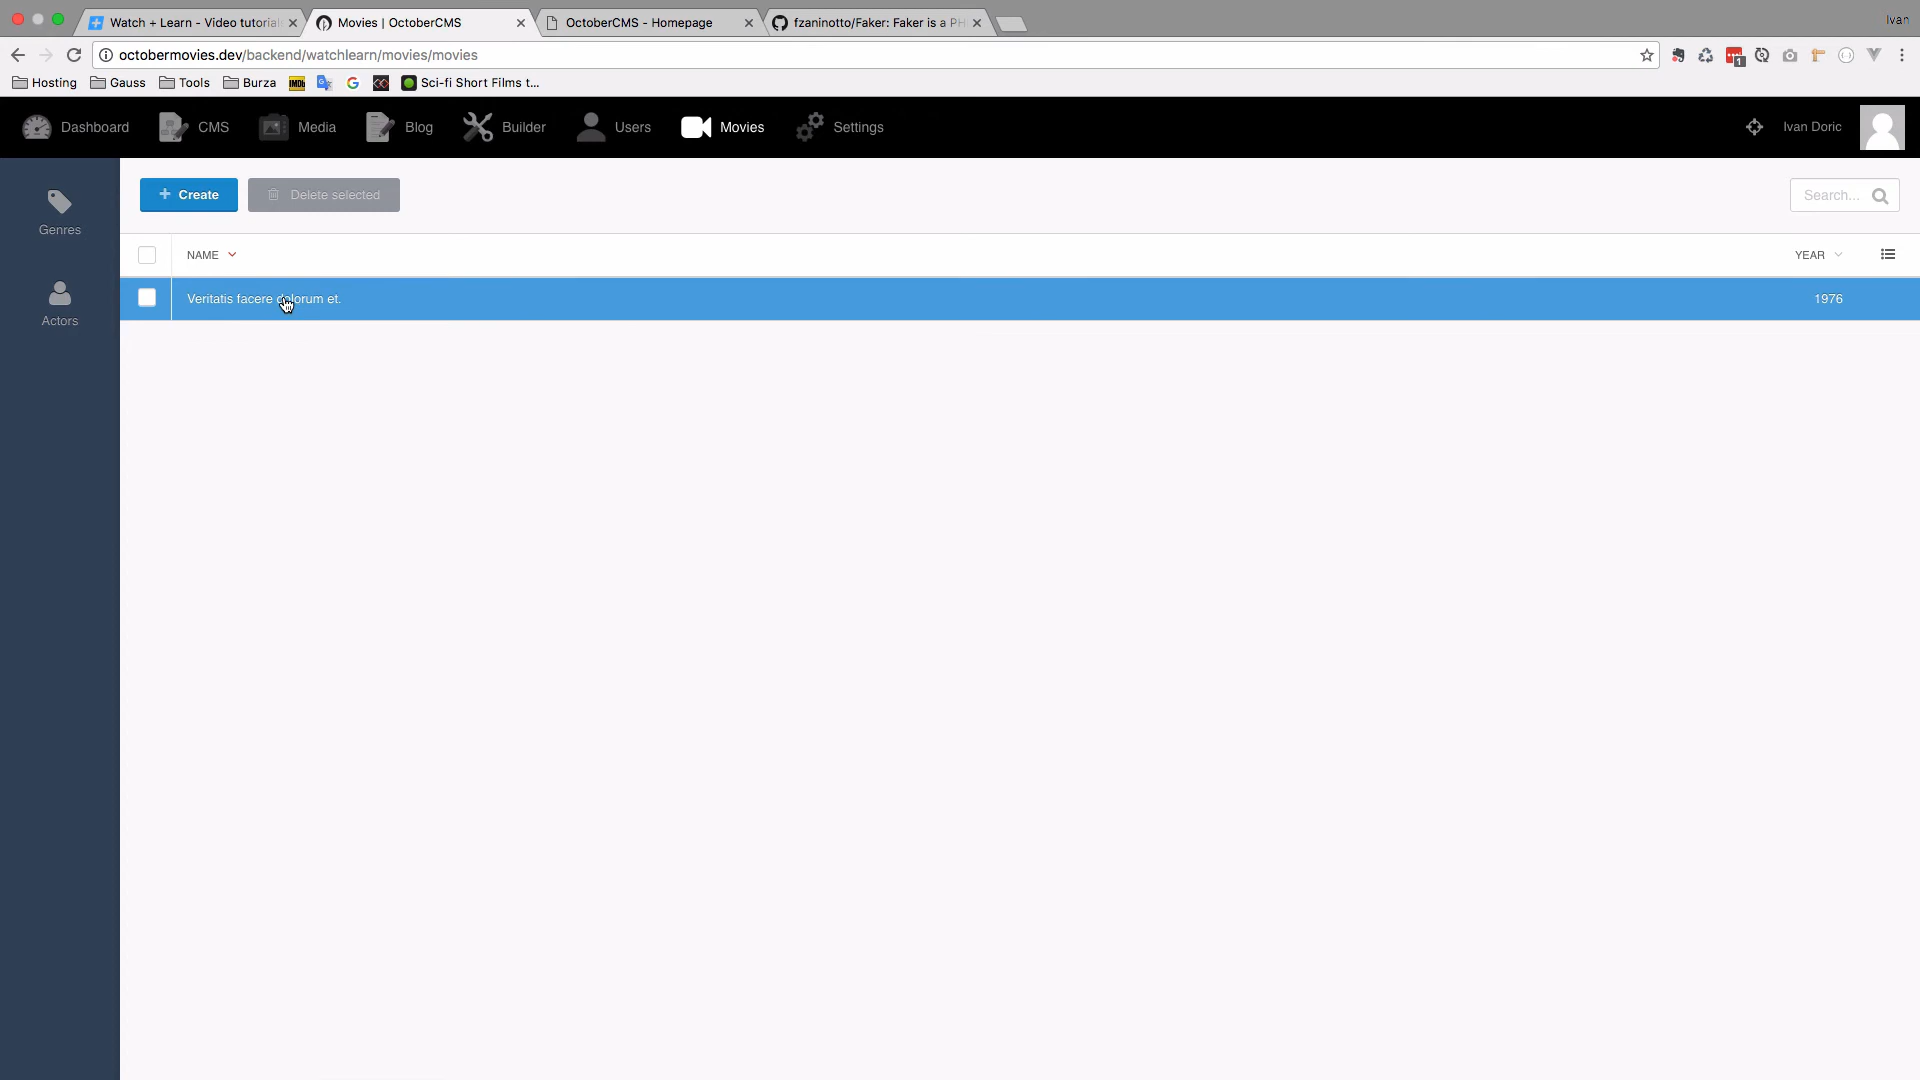 Watch + Learn - Video tutorial
Movies | OctoberCMS
OctoberCMS - Homepage
fzaninotto/Faker: Faker is a PH
Ivan
octobermovies.dev/backend/watchlearn/movies/movies
1
Hosting
Gauss
Tools
Burza
IMDb
Sci-fi Short Films t...
Dashboard
CMS
Media
Blog
Builder
Users
Movies
Settings
Ivan Doric
Genres
Actors
+ Create
Delete selected
Search...
NAME
YEAR
Veritatis facere dolorum et.
1976